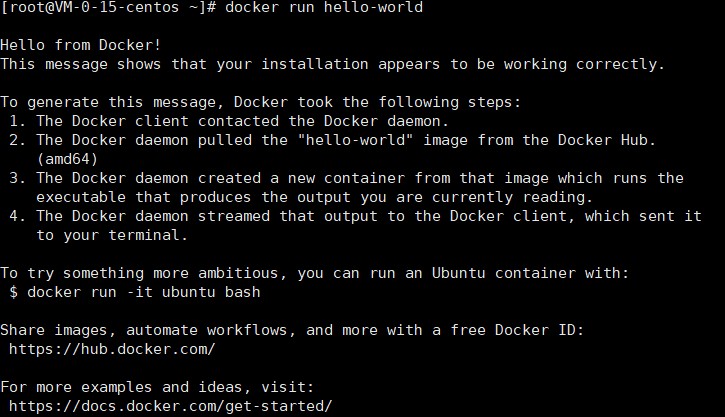 [root@VM-0-15-centos ~]# docker run hello-world
Hello from Docker!
This message shows that your installation appears to be working correctly.
To generate this message, Docker took the following steps:
1. The Docker client contacted the Docker daemon.
2. The Docker daemon pulled the "hello-world" image from the Docker Hub.
(amd64)
3. The Docker daemon created a new container from that image which runs the
executable that produces the output you are currently reading.
4. The Docker daemon streamed that output to the Docker client, which sent it
to your terminal.
To try something more ambitious, you can run an Ubuntu container with:
$ docker run -it ubuntu bash
Share images, automate workflows, and more with a free Docker ID:
https://hub.docker.com/
For more examples and ideas, visit:
https://docs.docker.com/get-started/